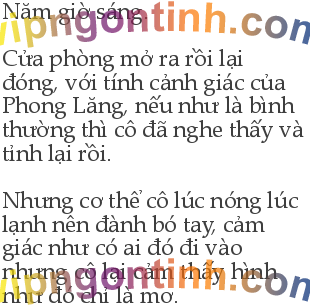 Năm giờ sáng.
vipngontinh.com
Cửa phòng mở ra rồi lại
đóng, với tính cảnh giác của
Phong Lăng, nếu như là bình
thường thì cô đã nghe thấy và
tỉnh lại rồi.
Nhưng cơ thể cô lúc nóng lúc
lạnh nên đành bó tay, cảm
giác như có ai đó đi vào
nhưng cô lại cảm thấy hình
vipngontinh.com
như đó chỉ là mơ.